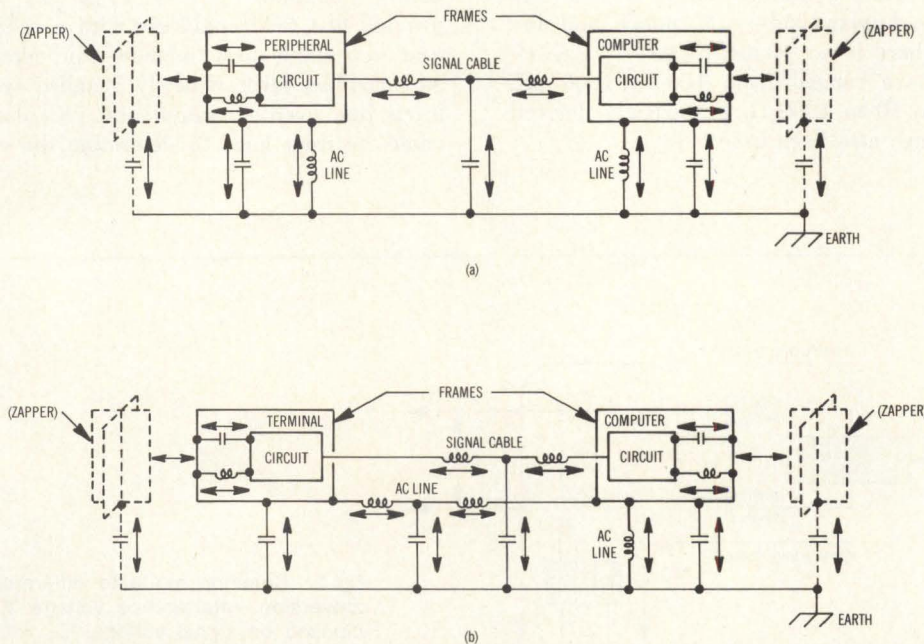 FRAMES
(ZAPPER)
PERIPHERAL
COMPUTER
(ZAPPER)
CIRCUIT
SIGNAL CABLE
CIRCUIT
AC
LINE
AC
LINE
EARTH
(a)
FRAMES
(ZAPPER)
TERMINAL
COMPUTER
(ZAPPER)
SIGNAL CABLE
CIRCUIT
CIRCUIT
AC LINE
AC
LINE
EARTH
(b)